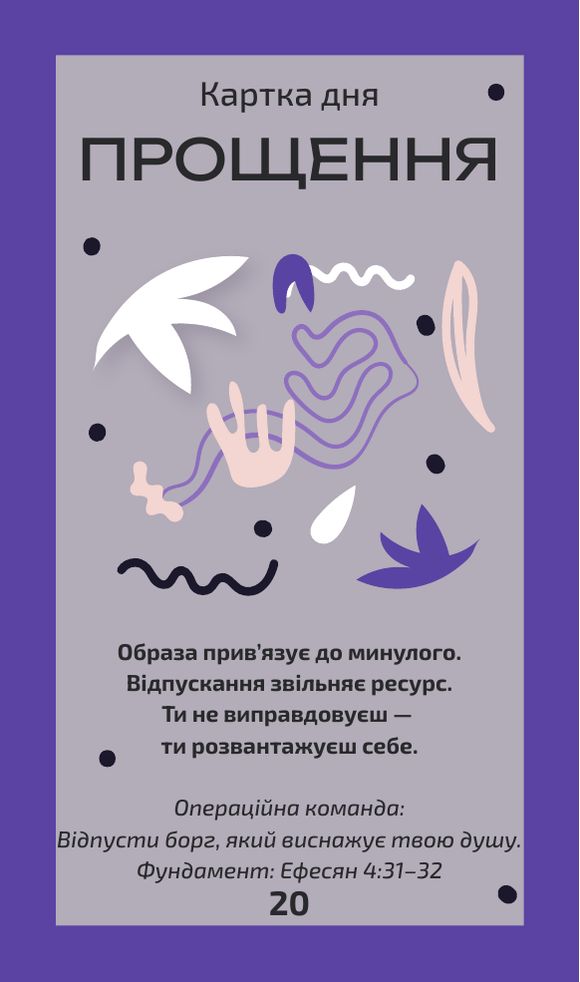 Картка дня
ПРОЩЕННЯ
Образа прив’язує до минулого.
Відпускання звільняє ресурс.
Ти не виправдовуєш —
ти розвантажуєш себе.
Операційна команда:
Відпусти борг, який виснажує твою душу.
Фундамент: Ефесян 4:31–32
20